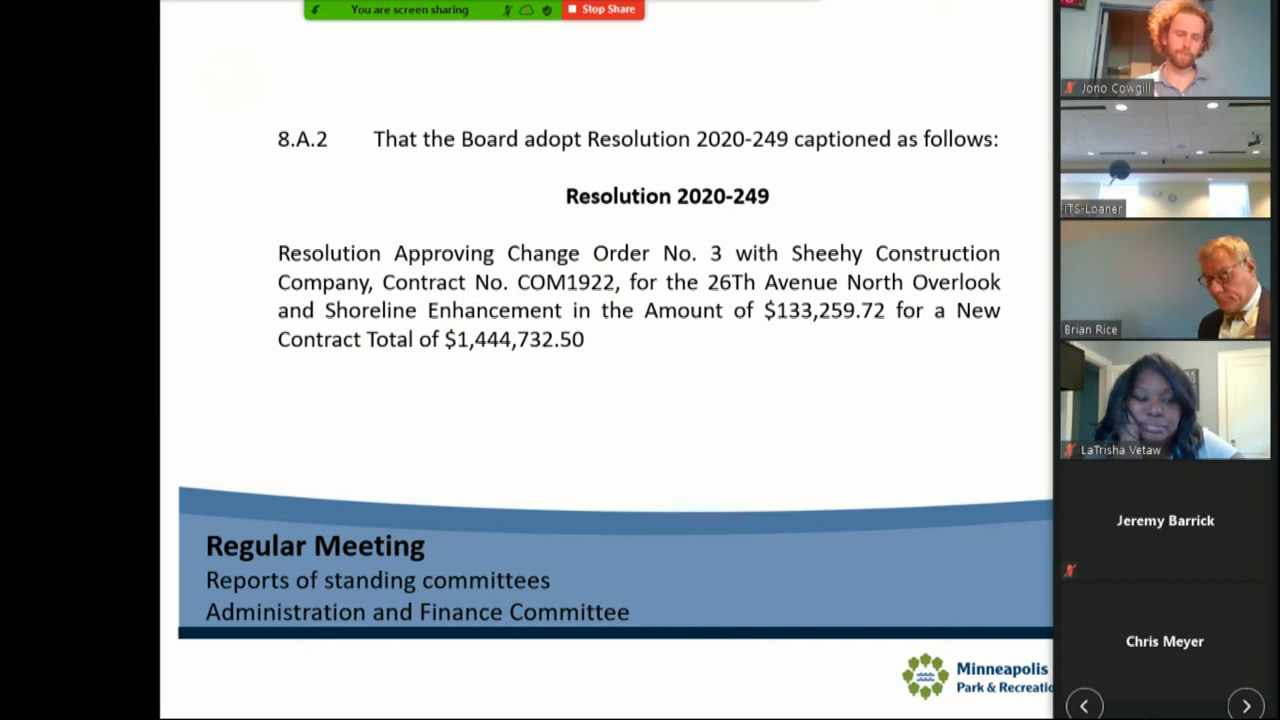 You are screen sharing
Stop Share
8.A.2 That the Board adopt Resolution 2020-249 captioned as follows:
Resolution 2020-249
Resolution Approving Change Order No. 3 with Sheehy Construction
Company, Contract No. COM1922, for the 26Th Avenue North Overlook
and Shoreline Enhancement in the Amount of $133,259.72 for a New
Contract Total of $1,444,732.50
Regular Meeting
Reports of standing committees
Administration and Finance Committee
Minneapolis
Park & Recreatio
Jono Cowgill
ITS-Loaner
Brian Rice
LaTrisha Vetaw
Jeremy Barrick
Chris Meyer